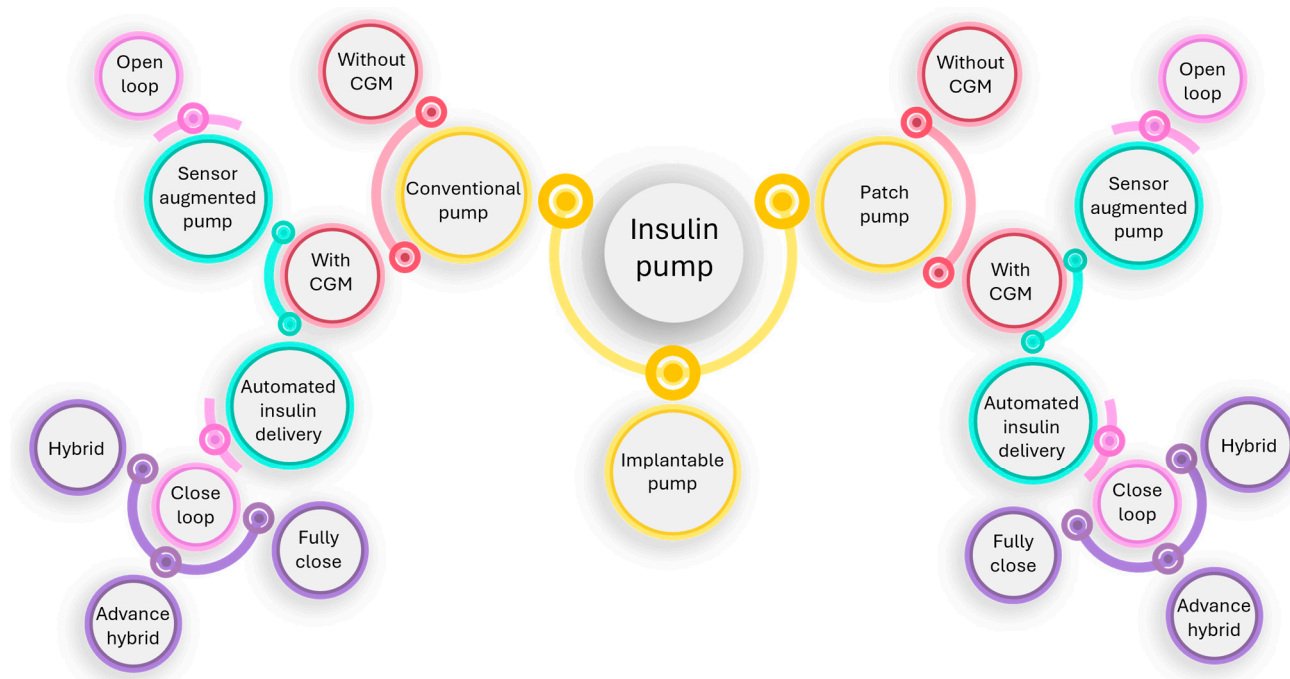 Open
loop
Without
CGM
Sensor
augmented
pump
Conventional
pump
With
CGM
Automated
insulin
delivery
Hybrid
Close
loop
Fully
close
Advance
hybrid
Insulin
pump
Implantable
pump
Without
CGM
Open
loop
Patch
pump
Sensor
augmented
pump
With
CGM
Automated
insulin
delivery
Hybrid
Close
loop
Fully
close
Advance
hybrid